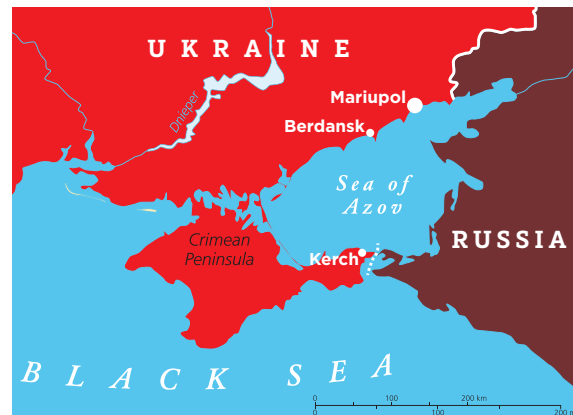 UKRAINE
Dnieper
Mariupol
Berdansk
Sea of
Azov
RUSSIA
Crimean
Peninsula
Kerch
BLACK SEA
0 100 200 km
0 100 200 m